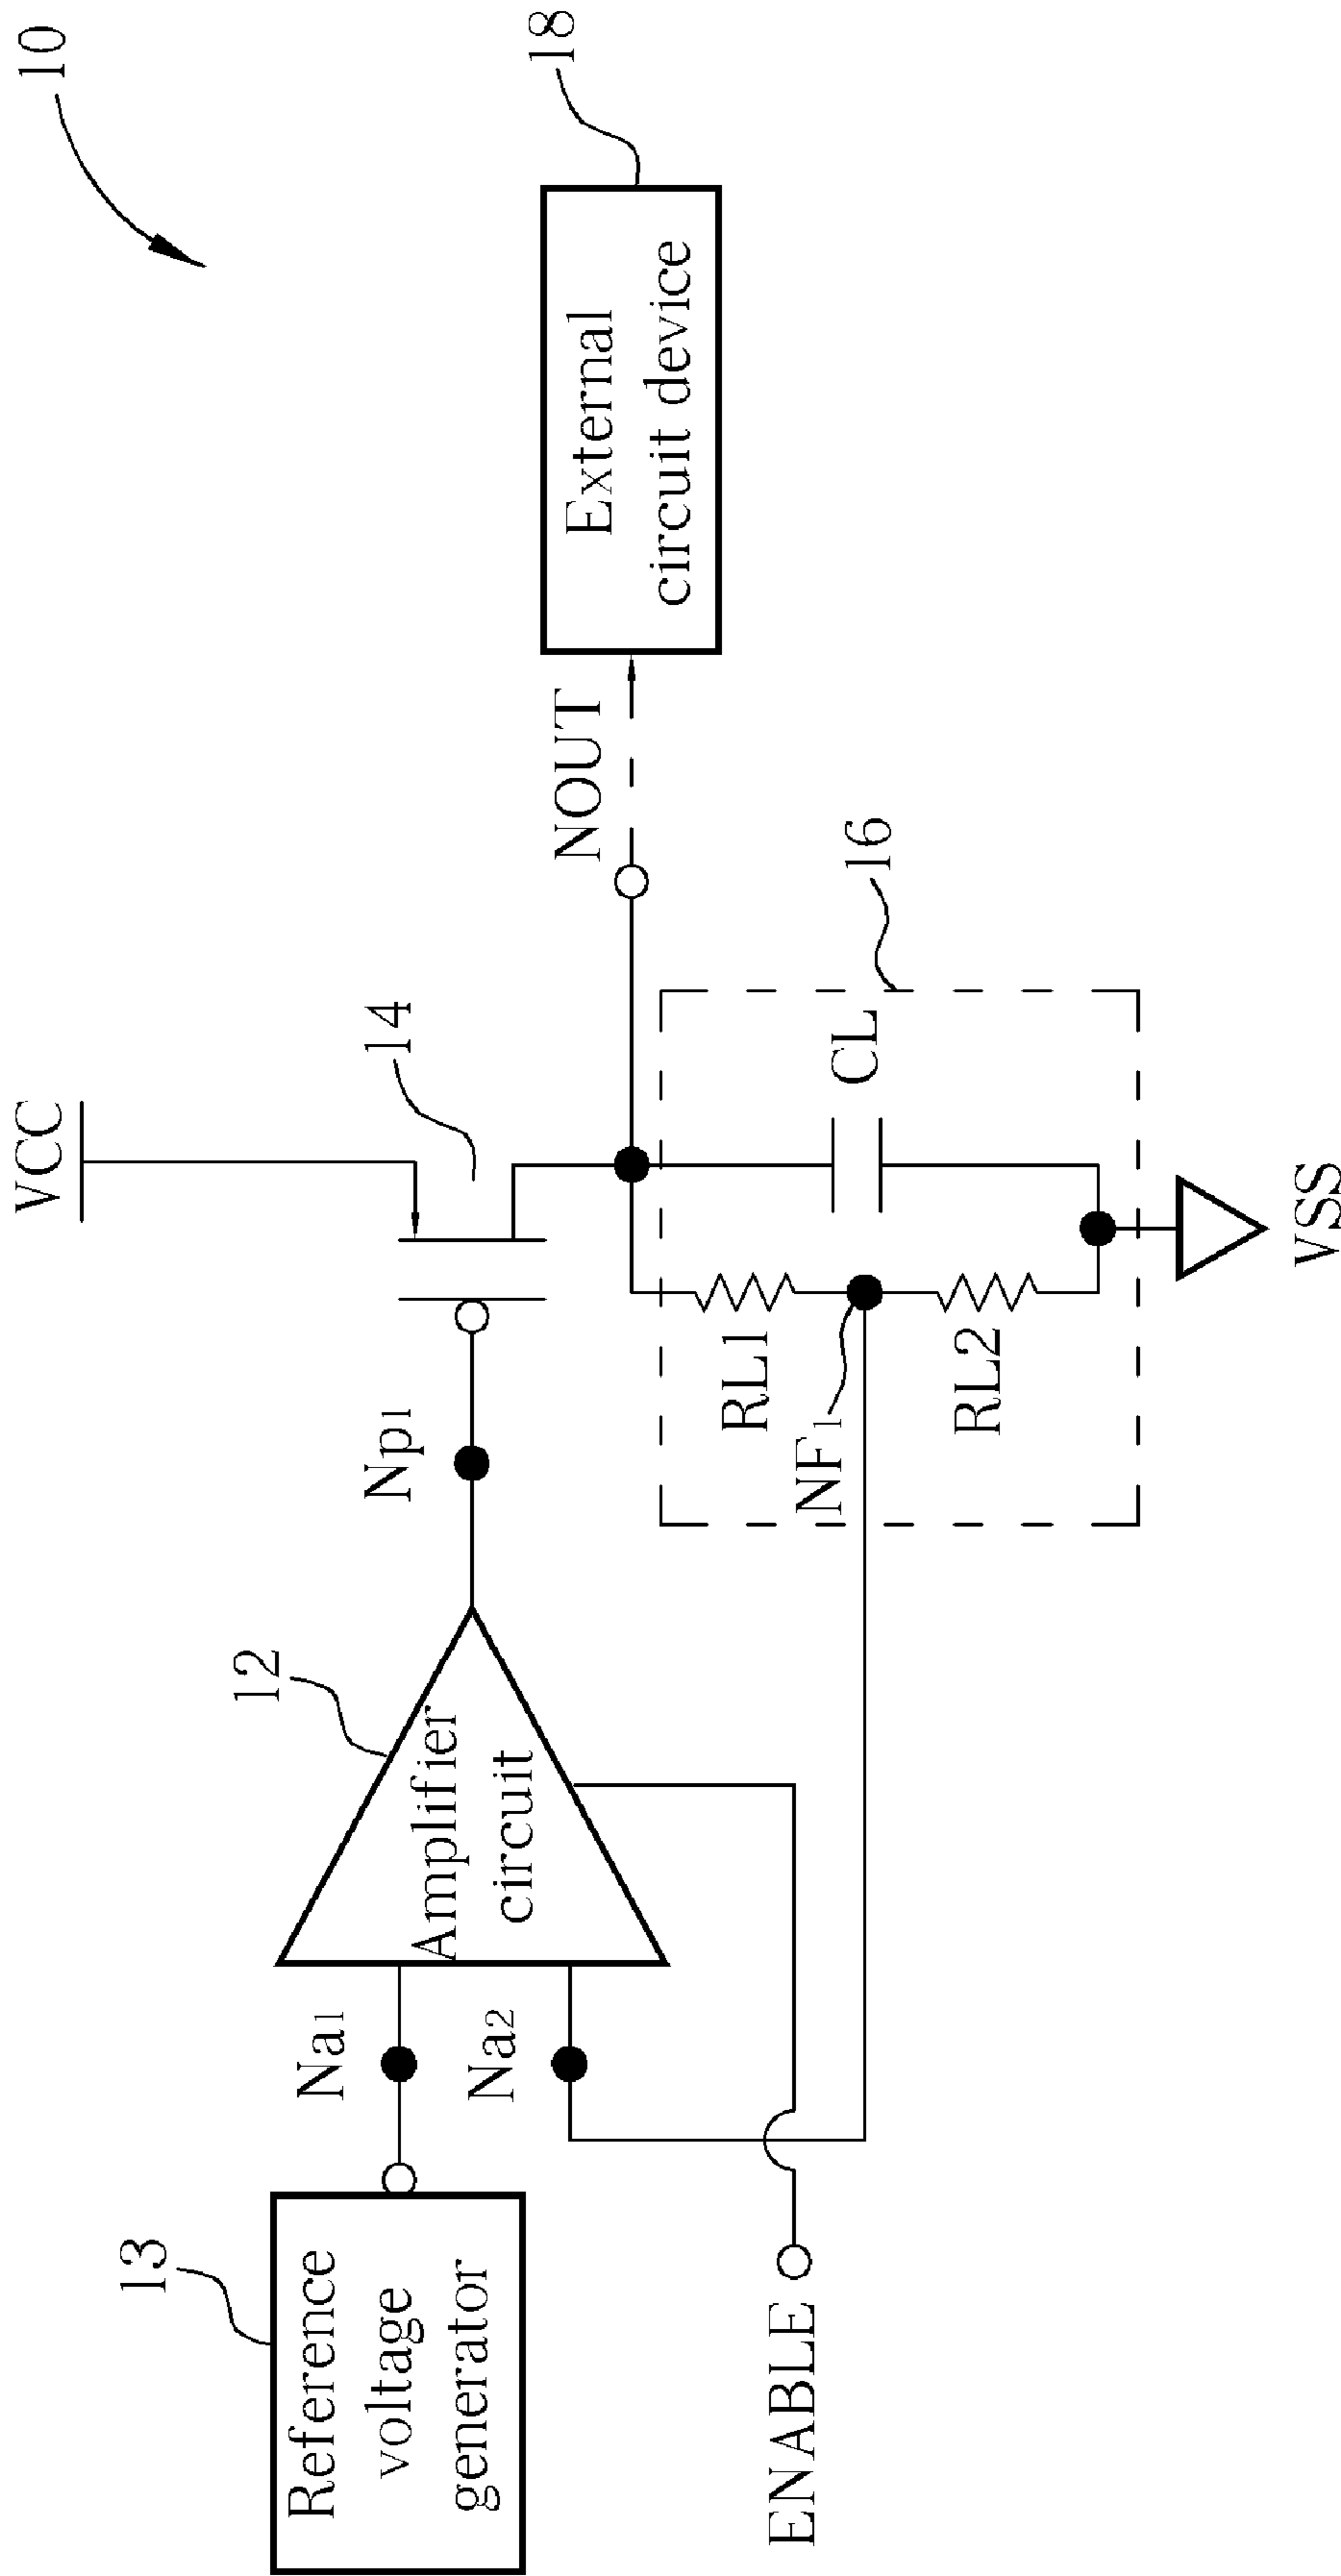 10
VCC
13
Reference
voltage
generator
Na1
Na2
12
Amplifier
circuit
Np1
14
NOUT
External
circuit device
18
ENABLE
RL1
NF1
RL2
CL
16
VSS